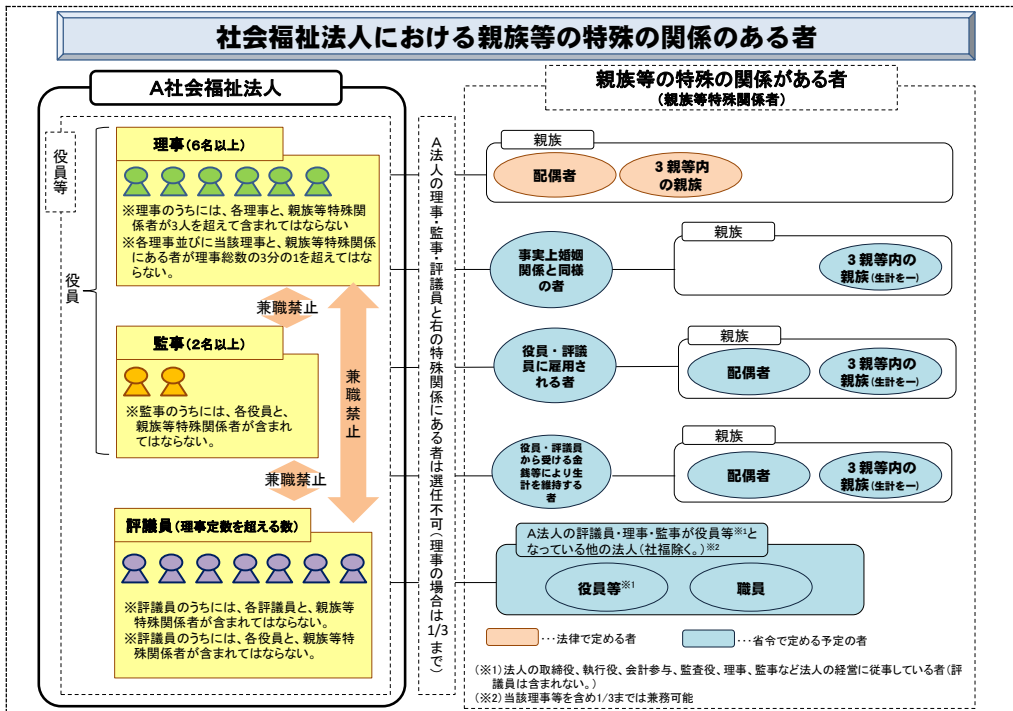 社会福祉法人における親族等の特殊の関係のある者
A社会福祉法人
役員等
役員
理事(6名以上)
※理事のうちには、各理事と、親族等特殊関
係者が3人を超えて含まれてはならない
※各理事並びに当該理事と、親族等特殊関係
にある者が理事総数の3分の1を超えてはな
らない。
兼職禁止
監事(2名以上)
※監事のうちには、各役員と、
親族等特殊関係者が含まれ
てはならない。
兼職禁止
兼職禁止
評議員(理事定数を超える数)
※評議員のうちには、各評議員と、親族等
特殊関係者が含まれてはならない。
※評議員のうちには、各役員と、親族等特
殊関係者が含まれてはならない。
A法人の理事・監事・評議員と右の特殊関係にある者は選任不可(理事の場合は1/3まで)
親族等の特殊の関係がある者
(親族等特殊関係者)
親族
配偶者
3親等内
の親族
事実上婚姻
関係と同様
の者
親族
3親等内の
親族(生計を一)
役員・評議
員に雇用さ
れる者
親族
配偶者
3親等内の
親族(生計を一)
役員・評議員
から受ける金
銭等により生
計を維持する
者
親族
配偶者
3親等内の
親族(生計を一)
A法人の評議員・理事・監事が役員等※1と
なっている他の法人(社福除く。)※2
役員等※1
職員
…法律で定める者
…省令で定める予定の者
(※1)法人の取締役、執行役、会計参与、監査役、理事、監事など法人の経営に従事している者(評
議員は含まれない。)
(※2)当該理事等を含め1/3までは兼務可能